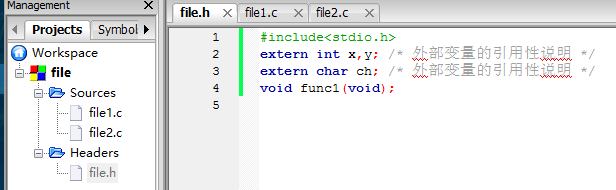 Management
Projects
Symbol
Workspace
file
Sources
file1.c
file2.c
Headers
file.h
file.h
file1.c
file2.c
1 #include<stdio.h>
2 extern int x,y; /* 外部变量的引用性说明 */
3 extern char ch; /* 外部变量的引用性说明 */
4 void func1(void);
5